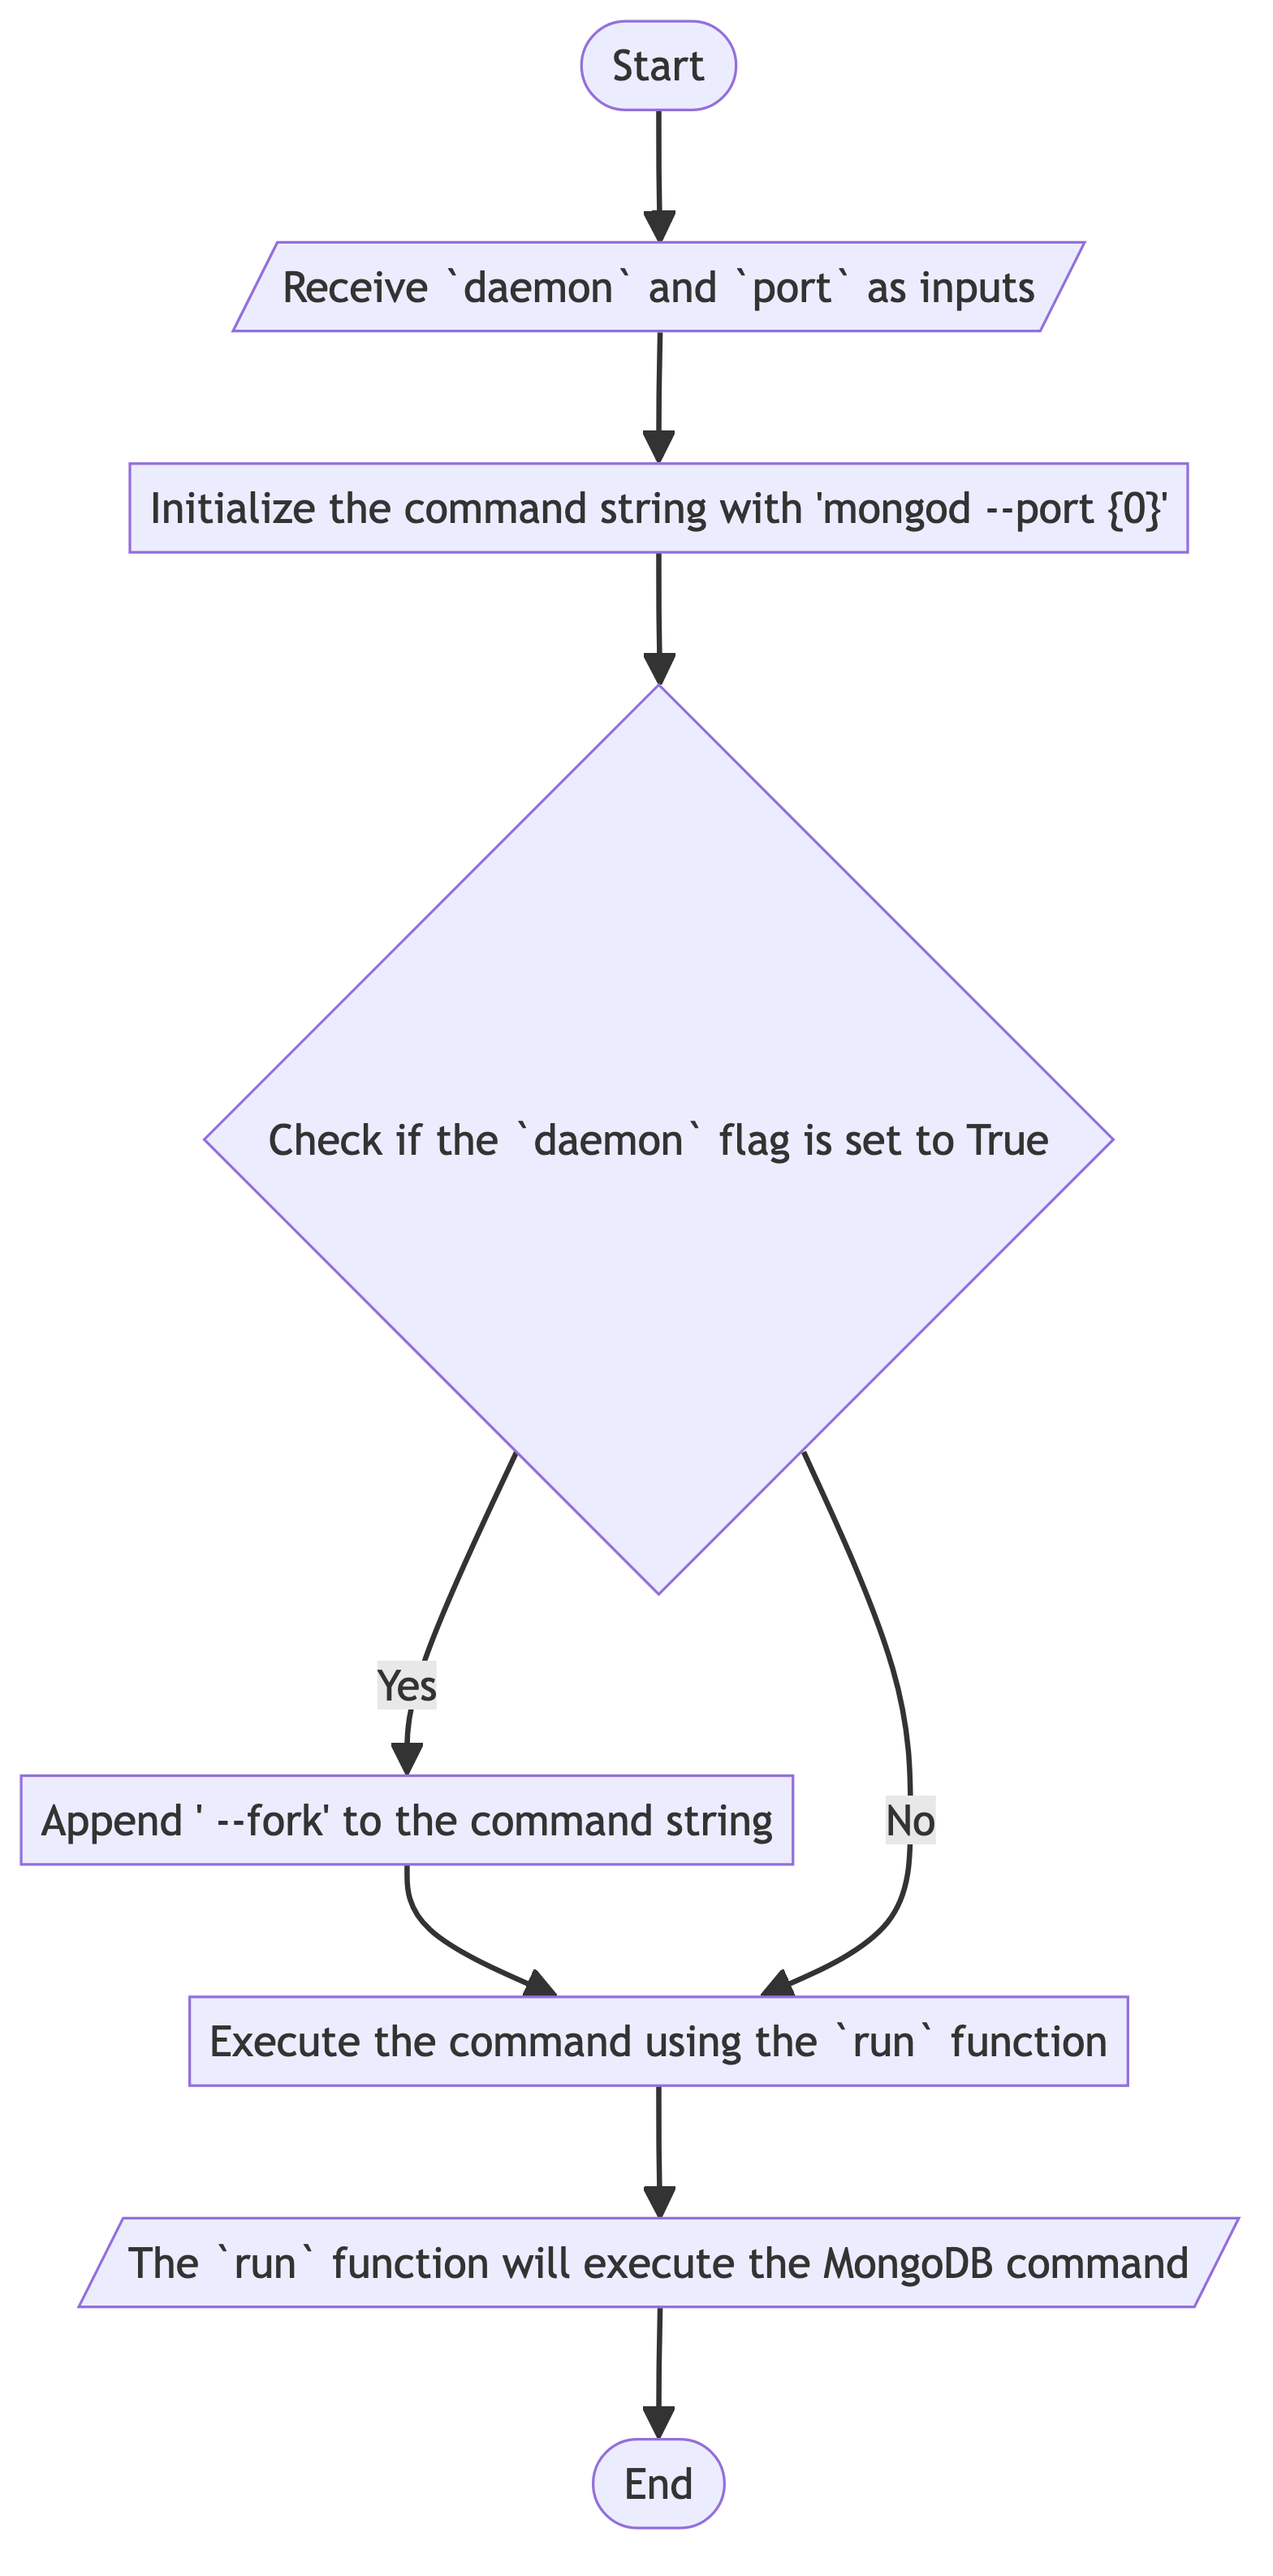 Start
Receive `daemon` and `port` as inputs
Initialize the command string with 'mongod --port {0}'
Check if the `daemon` flag is set to True
Yes
Append ' --fork' to the command string
No
Execute the command using the `run` function
The `run` function will execute the MongoDB command
End